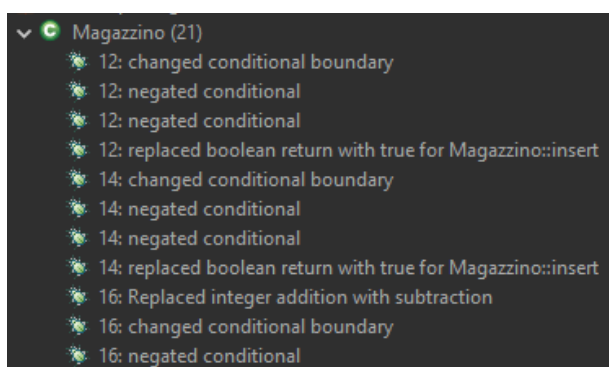 Magazzino (21)
12: changed conditional boundary
12: negated conditional
12: negated conditional
12: replaced boolean return with true for Magazzino::insert
14: changed conditional boundary
14: negated conditional
14: negated conditional
14: replaced boolean return with true for Magazzino::insert
16: Replaced integer addition with subtraction
16: changed conditional boundary
16: negated conditional